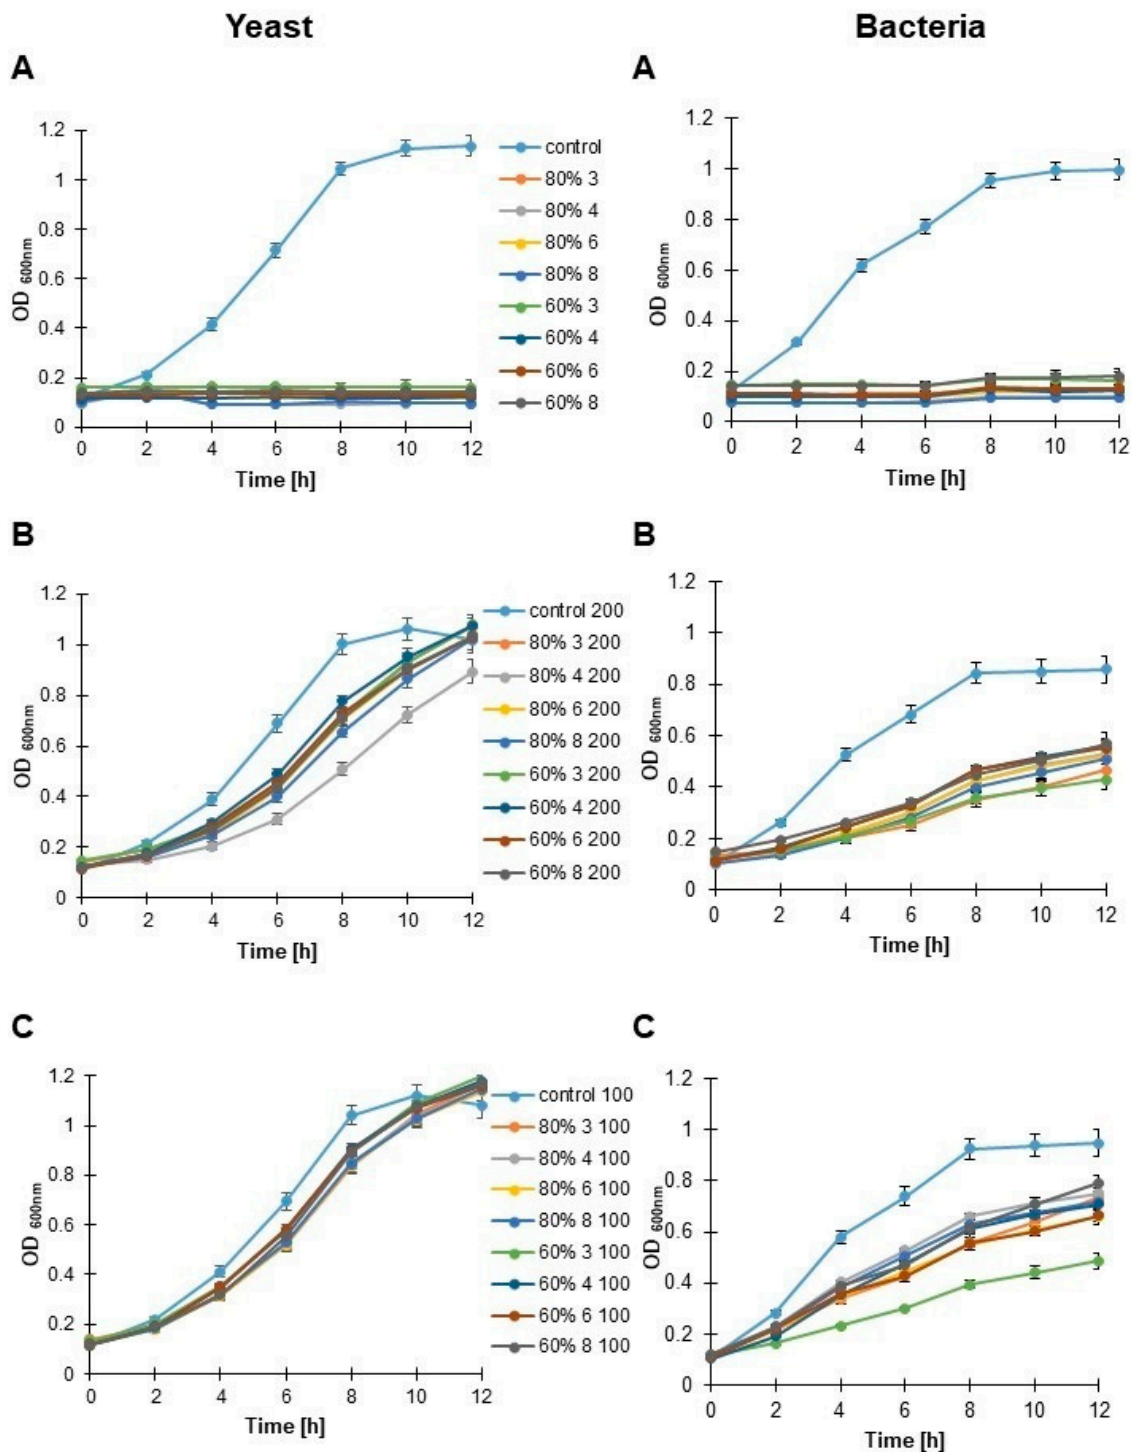 Yeast
Bacteria
A
A
1.2
1
0.8
0.6
0.4
0.2
0
OD 600nm
0 2 4 6 8 10 12
Time [h]
control
80% 3
80% 4
80% 6
80% 8
60% 3
60% 4
60% 6
60% 8
1.2
1
0.8
0.6
0.4
0.2
0
OD 600nm
0 2 4 6 8 10 12
Time [h]
B
B
1.2
1
0.8
0.6
0.4
0.2
0
OD 600nm
0 2 4 6 8 10 12
Time [h]
control 200
80% 3 200
80% 4 200
80% 6 200
80% 8 200
60% 3 200
60% 4 200
60% 6 200
60% 8 200
1.2
1
0.8
0.6
0.4
0.2
0
OD 600nm
0 2 4 6 8 10 12
Time [h]
C
C
1.2
1
0.8
0.6
0.4
0.2
0
OD 600nm
0 2 4 6 8 10 12
Time [h]
control 100
80% 3 100
80% 4 100
80% 6 100
80% 8 100
60% 3 100
60% 4 100
60% 6 100
60% 8 100
1.2
1
0.8
0.6
0.4
0.2
0
OD 600nm
0 2 4 6 8 10 12
Time [h]